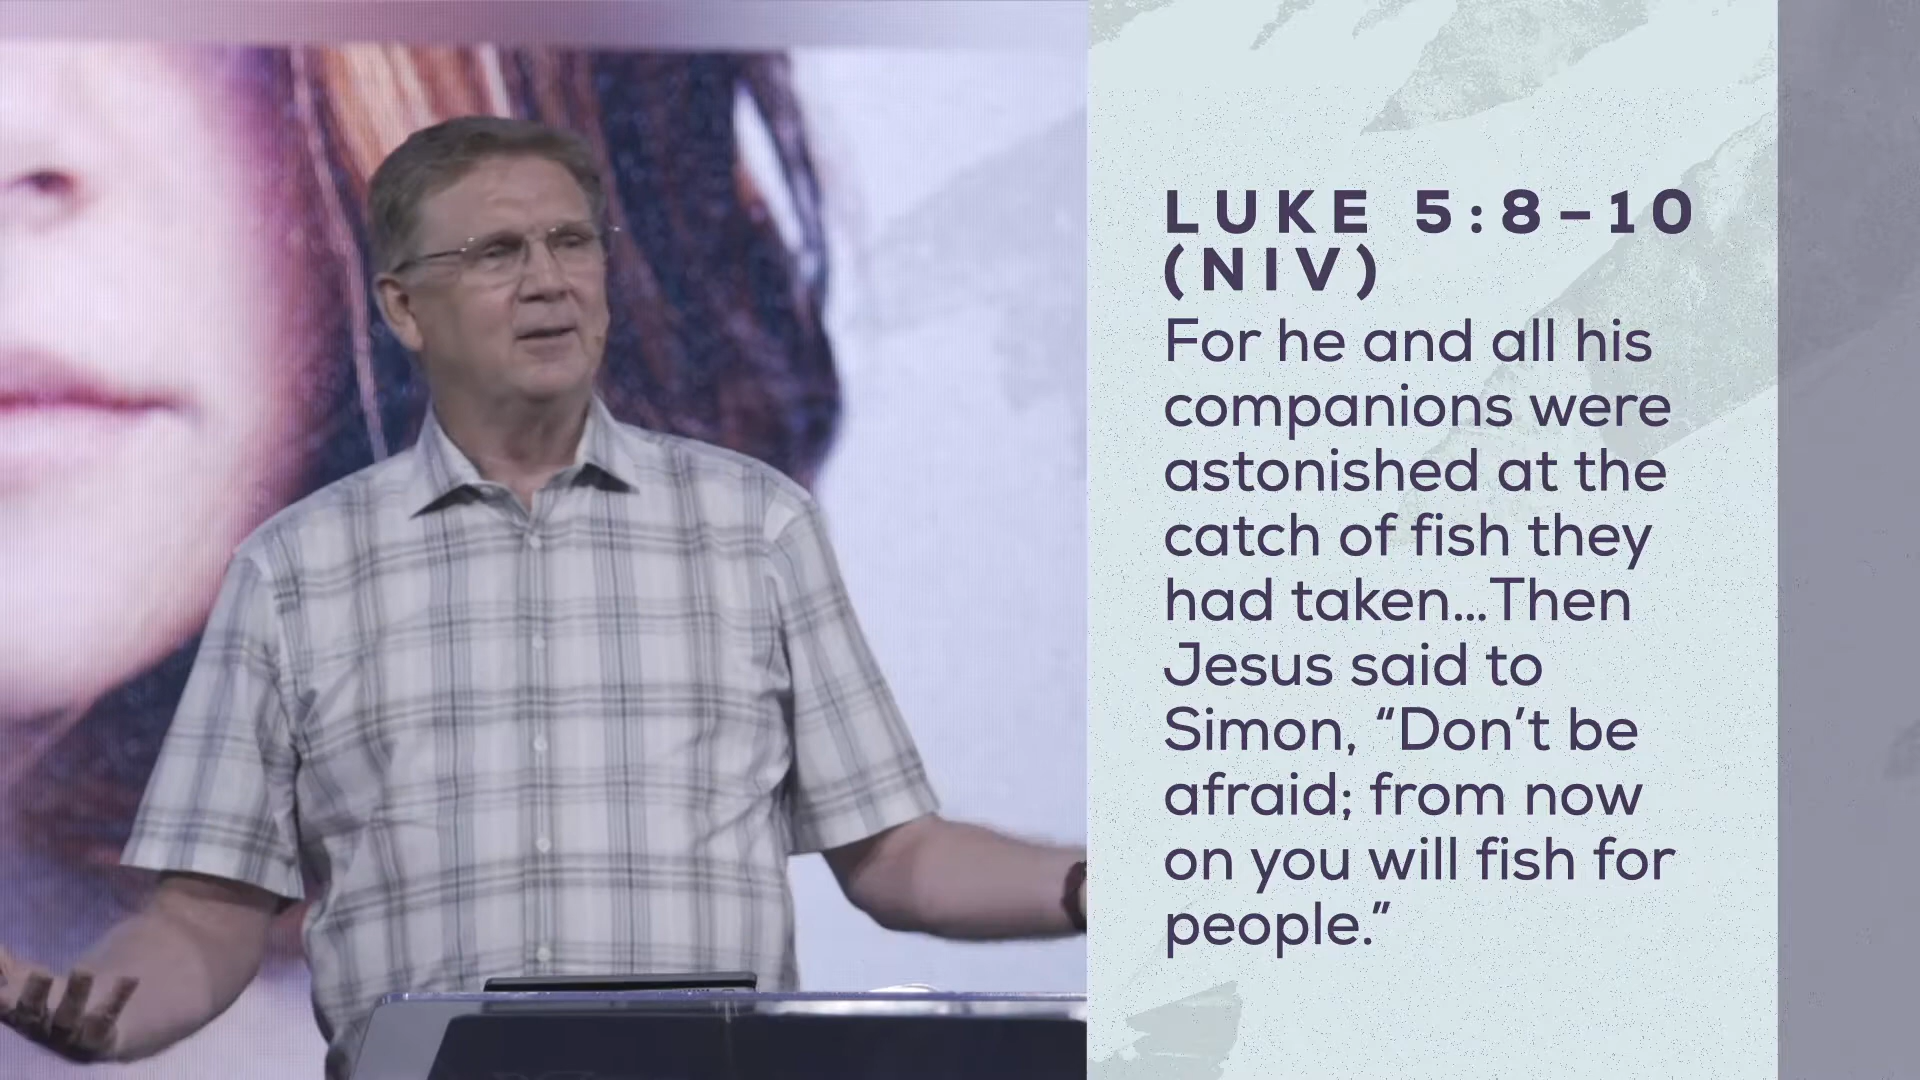 LUKE 5:8–10
(NIV)
For he and all his
companions were
astonished at the
catch of fish they
had taken...Then
Jesus said to
Simon, “Don’t be
afraid; from now
on you will fish for
people.”